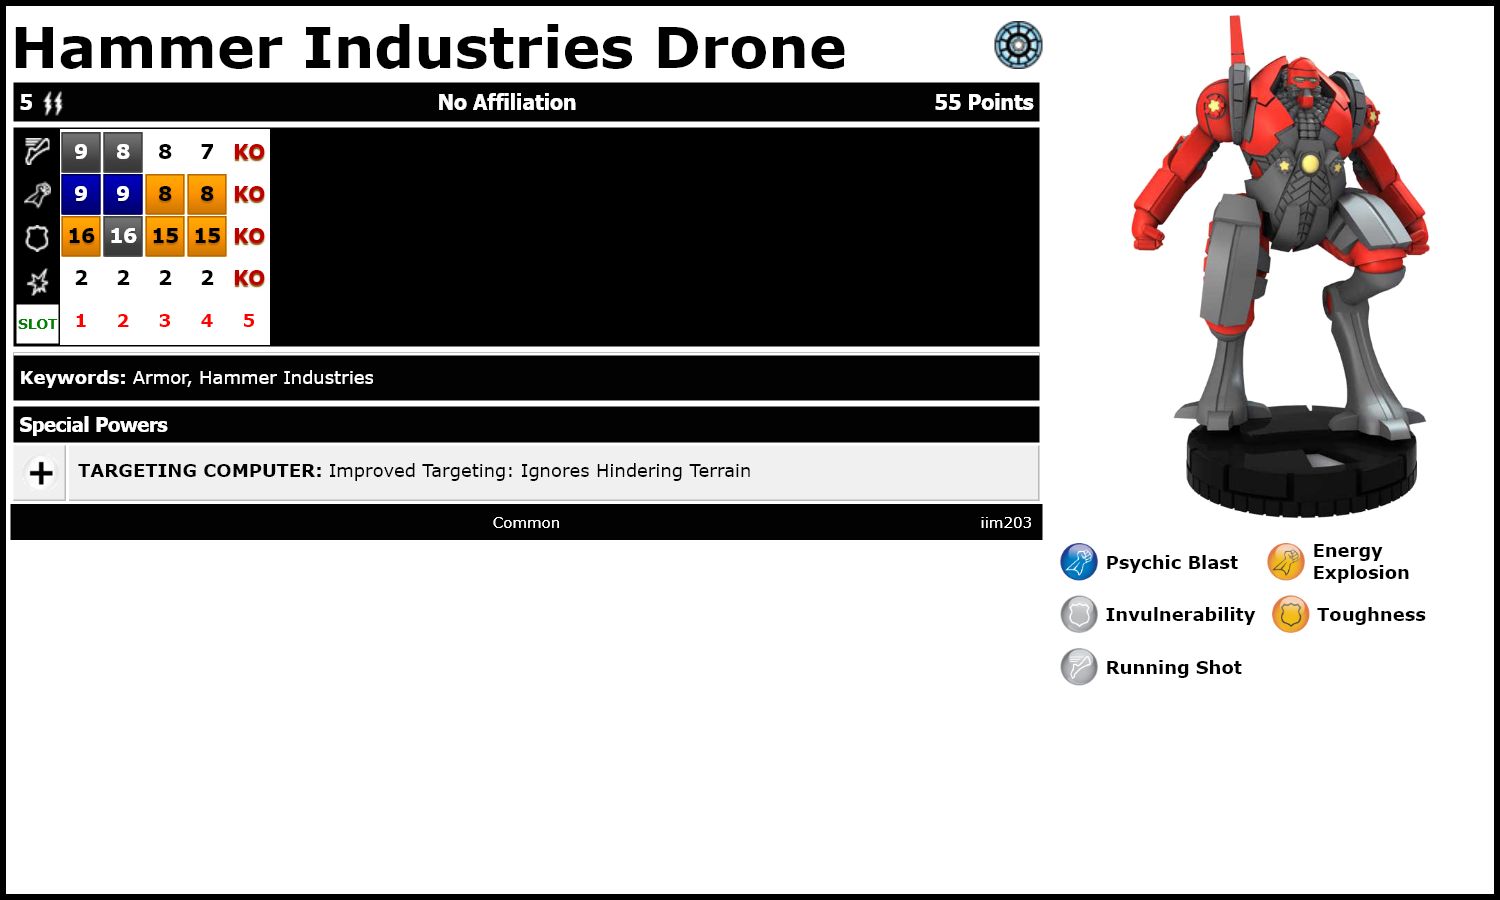 Hammer Industries Drone
5 No Affiliation 55 Points
9 8 8 7 KO
9 9 8 8 KO
16 16 15 15 KO
2 2 2 2 KO
SLOT 1 2 3 4 5
Keywords: Armor, Hammer Industries
Special Powers
TARGETING COMPUTER: Improved Targeting: Ignores Hindering Terrain
Common iim203
Psychic Blast
Energy
Explosion
Invulnerability
Toughness
Running Shot